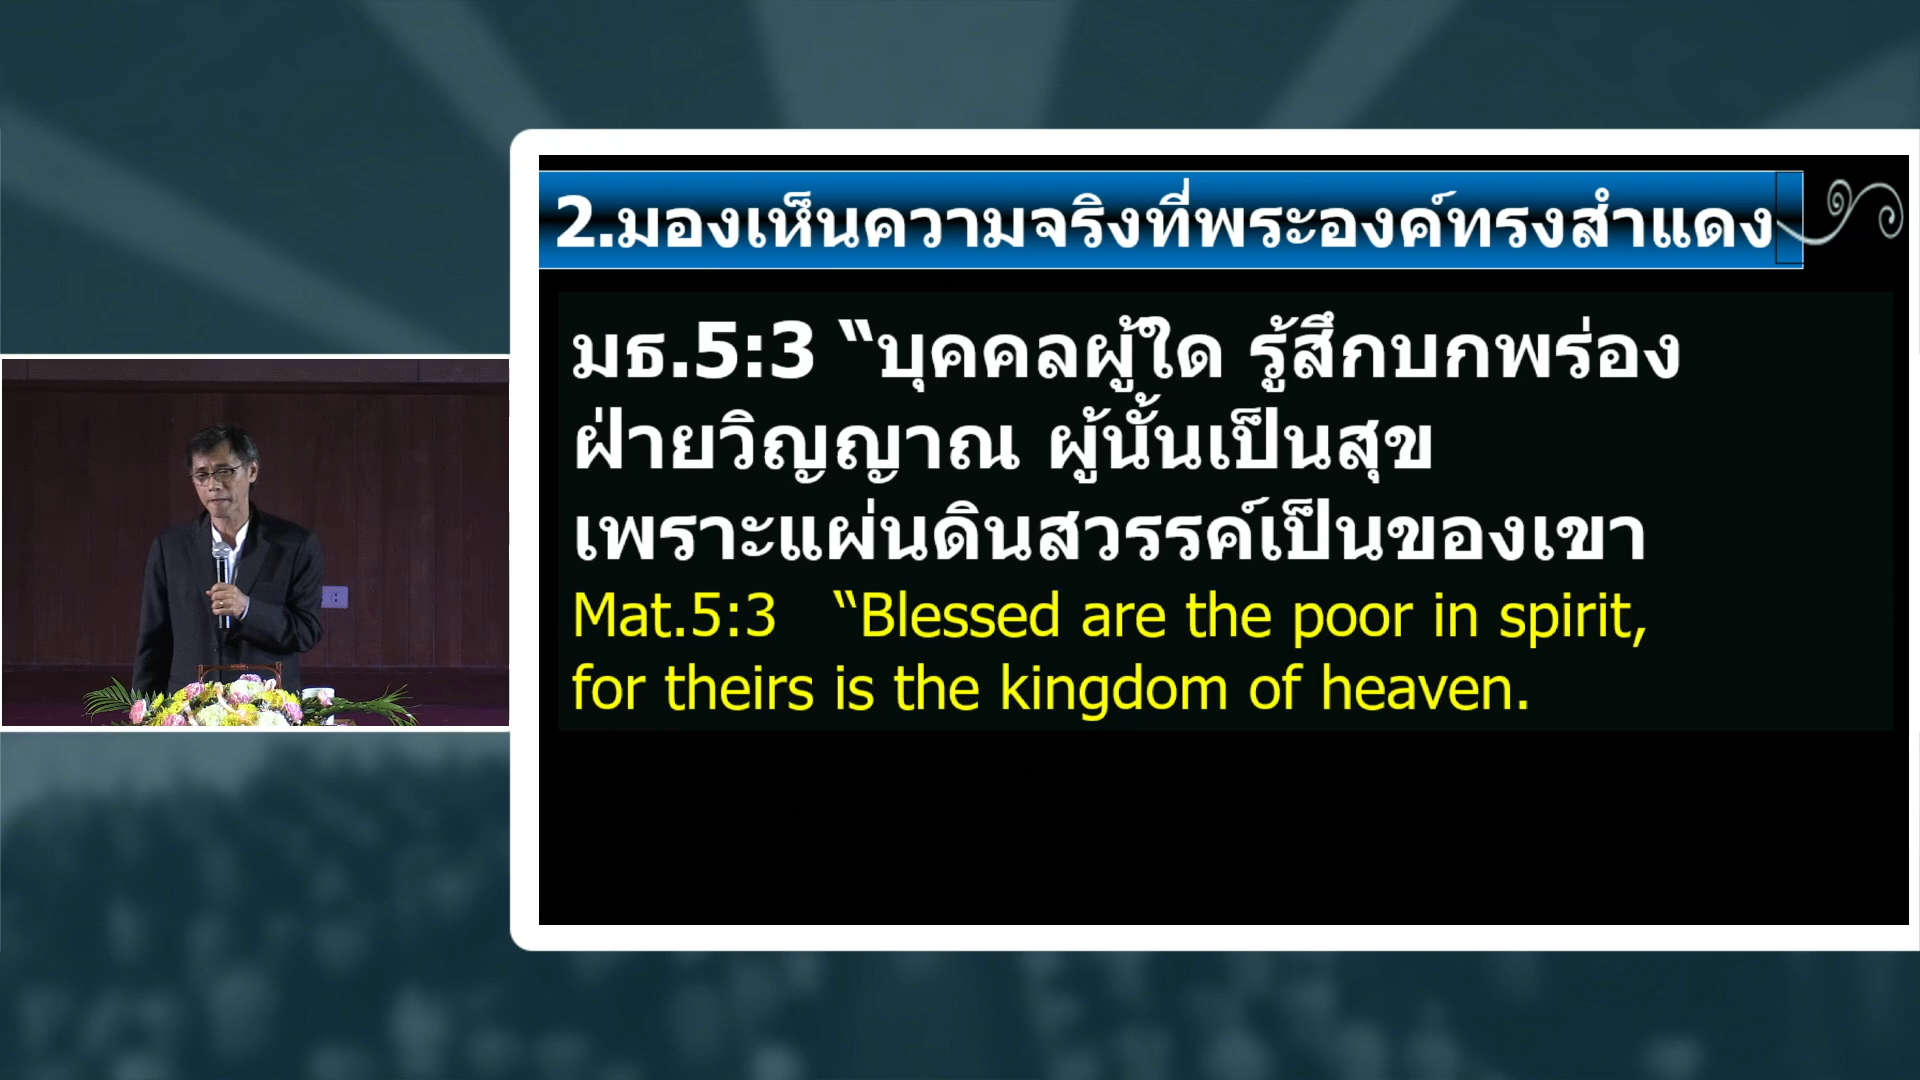 2.มองเห็นความจริงที่พระองค์ทรงสำแดง
มธ.5:3 “บุคคลผู้ใด รู้สึกบกพร่อง
ฝ่ายวิญญาณ ผู้นั้นเป็นสุข
เพราะแผ่นดินสวรรค์เป็นของเขา
Mat.5:3 “Blessed are the poor in spirit,
for theirs is the kingdom of heaven.